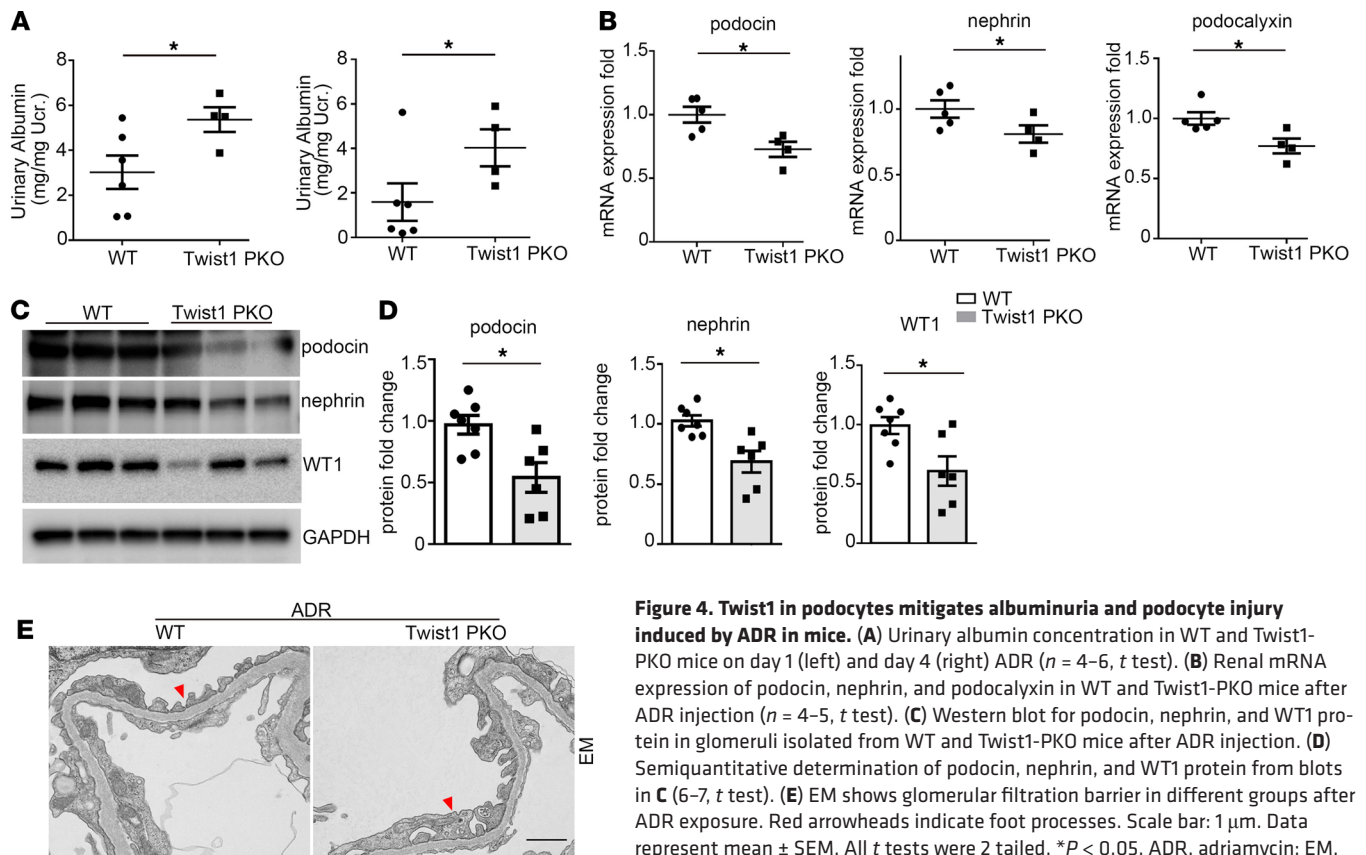 A
Urinary Albumin
(mg/mg Ucr.)
8
6
4
2
0
*
WT
Twist1 PKO
Urinary Albumin
(mg/mg Ucr.)
8
6
4
2
0
*
WT
Twist1 PKO
B
podocin
mRNA expression fold
1.5
1.0
0.5
0
*
WT
Twist1 PKO
nephrin
mRNA expression fold
1.0
0.5
0
*
WT
Twist1 PKO
podocalyxin
mRNA expression fold
1.5
1.0
0.5
0
*
WT
Twist1 PKO
C
WT
Twist1 PKO
podocin
nephrin
WT1
GAPDH
D
WT
Twist1 PKO
podocin
protein fold change
1.5
1.0
0.5
0
*
nephrin
protein fold change
1.5
1.0
0.5
0
*
WT1
protein fold change
1.5
1.0
0.5
0
*
E
ADR
WT
Twist1 PKO
EM
Figure 4. Twist1 in podocytes mitigates albuminuria and podocyte injury
induced by ADR in mice. (A) Urinary albumin concentration in WT and Twist1-
PKO mice on day 1 (left) and day 4 (right) ADR (n = 4–6, t test). (B) Renal mRNA
expression of podocin, nephrin, and podocalyxin in WT and Twist1-PKO mice after
ADR injection (n = 4–5, t test). (C) Western blot for podocin, nephrin, and WT1 pro-
tein in glomeruli isolated from WT and Twist1-PKO mice after ADR injection. (D)
Semiquantitative determination of podocin, nephrin, and WT1 protein from blots
in C (6–7, t test). (E) EM shows glomerular filtration barrier in different groups after
ADR exposure. Red arrowheads indicate foot processes. Scale bar: 1 μm. Data
represent mean ± SEM. All t tests were 2 tailed. *P < 0.05. ADR, adriamycin; EM,